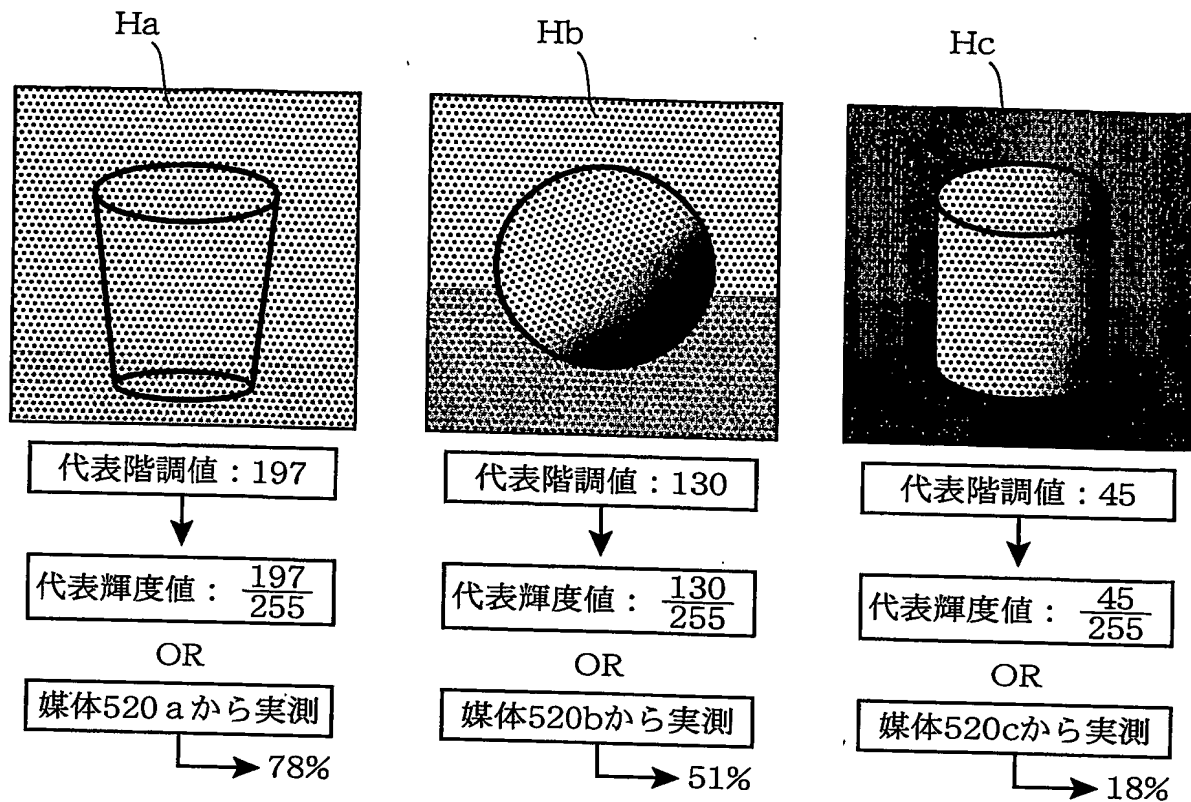 Ha
Hb
Hc
代表階調値：197
代表階調値：130
代表階調値：45
代表輝度値： 197/255
代表輝度値： 130/255
代表輝度値： 45/255
OR
OR
OR
媒体520aから実測
媒体520bから実測
媒体520cから実測
78%
51%
18%